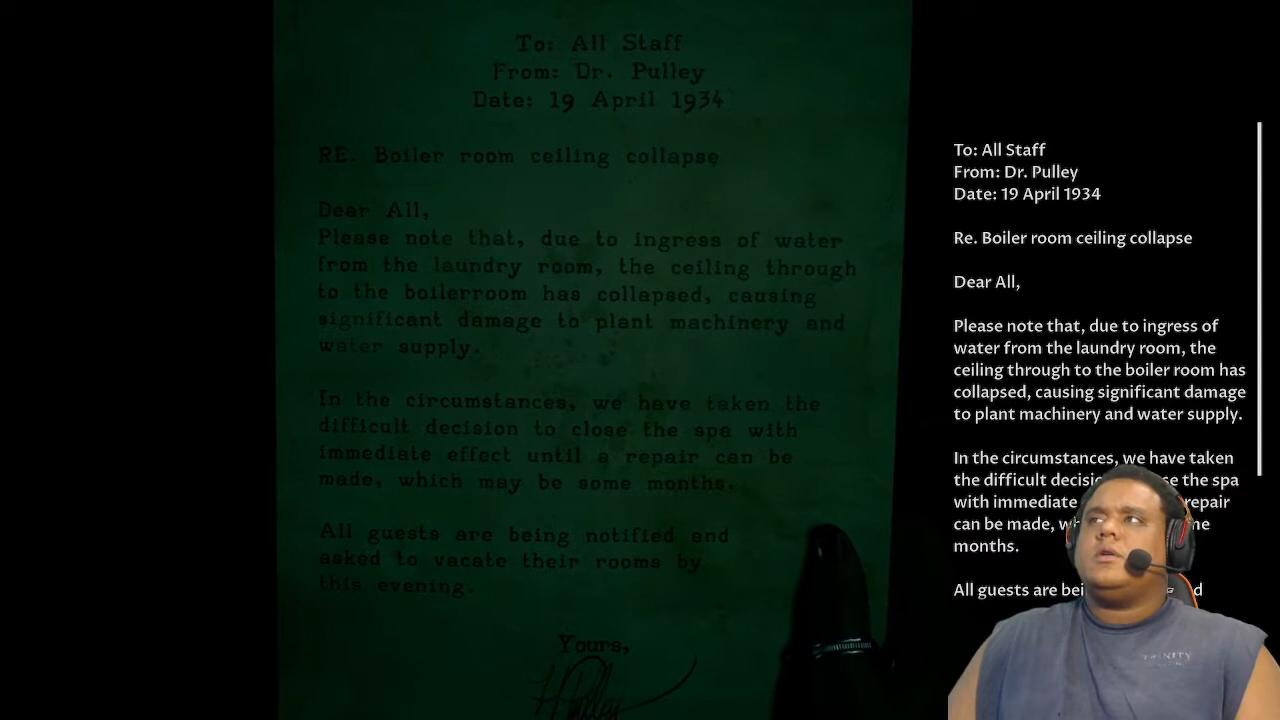 To: All Staff
From: Dr. Pulley
Date: 19 April 1934
RE. Boiler room ceiling collapse
Dear All,
Please note that, due to ingress of water
from the laundry room, the ceiling through
to the boilerroom has collapsed, causing
significant damage to plant machinery and
water supply.
In the circumstances, we have taken the
difficult decision to close the spa with
immediate effect until a repair can be
made, which may be some months.
All guests are being notified and
asked to vacate their rooms by
this evening.
Yours,
HPulley
To: All Staff
From: Dr. Pulley
Date: 19 April 1934
Re. Boiler room ceiling collapse
Dear All,
Please note that, due to ingress of
water from the laundry room, the
ceiling through to the boiler room has
collapsed, causing significant damage
to plant machinery and water supply.
In the circumstances, we have taken
the difficult the spa
with immediate repair
can be made,
months.
All guests are
TRINITY